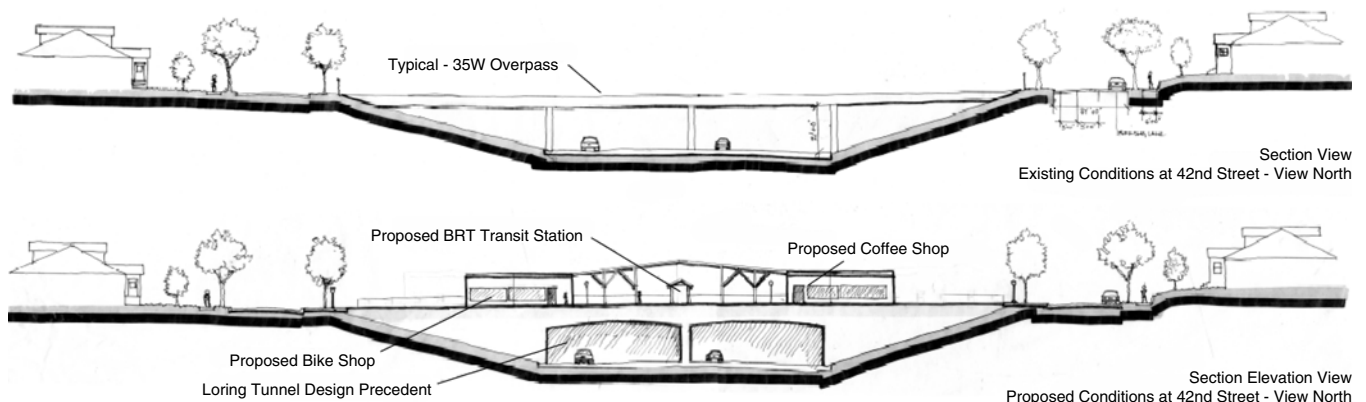 Typical - 35W Overpass
Section View
Existing Conditions at 42nd Street - View North
Proposed BRT Transit Station
Proposed Coffee Shop
Proposed Bike Shop
Loring Tunnel Design Precedent
Section Elevation View
Proposed Conditions at 42nd Street - View North